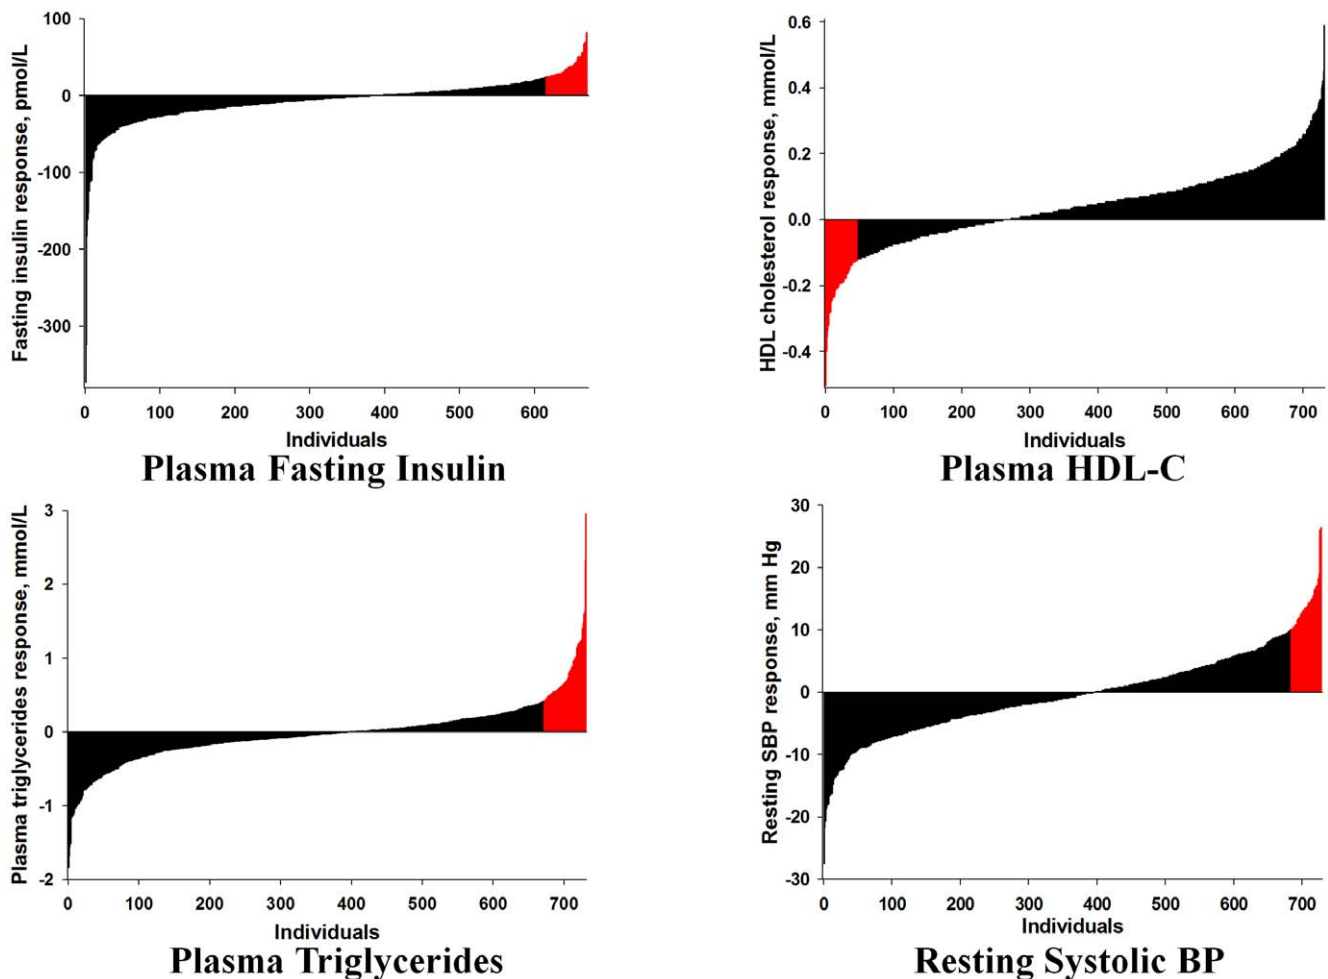 Fasting insulin response, pmol/L
100
0
-100
-200
-300
0 100 200 300 400 500 600
Individuals
Plasma Fasting Insulin
HDL cholesterol response, mmol/L
0.6
0.4
0.2
0.0
-0.2
-0.4
0 100 200 300 400 500 600 700
Individuals
Plasma HDL-C
Plasma triglycerides response, mmol/L
3
2
1
0
-1
-2
0 100 200 300 400 500 600 700
Individuals
Plasma Triglycerides
Resting SBP response, mm Hg
30
20
10
0
-10
-20
-30
0 100 200 300 400 500 600 700
Individuals
Resting Systolic BP